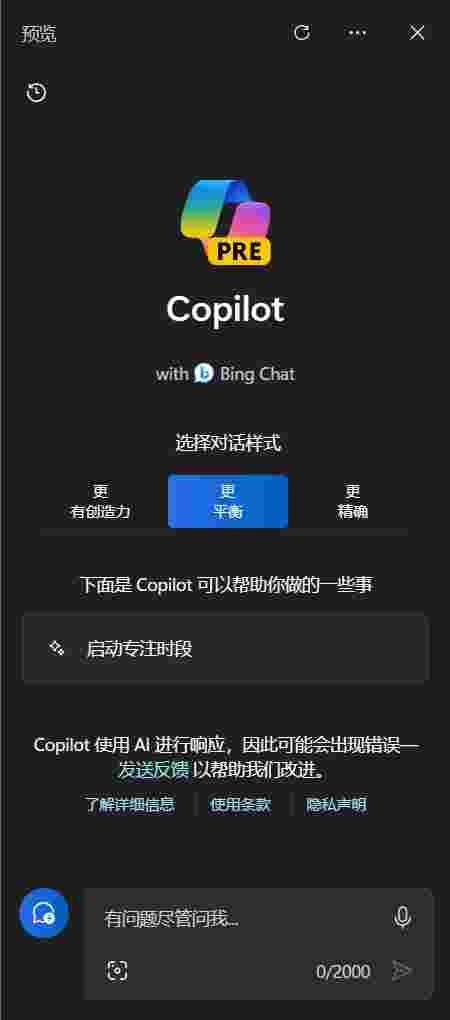 预览
PRE
Copilot
with b Bing Chat
选择对话样式
更
有创造力
更
平衡
更
精确
下面是 Copilot 可以帮助你做的一些事
启动专注时段
Copilot 使用 AI 进行响应，因此可能会出现错误—
发送反馈 以帮助我们改进。
了解详细信息 使用条款 隐私声明
有问题尽管问我...
0/2000